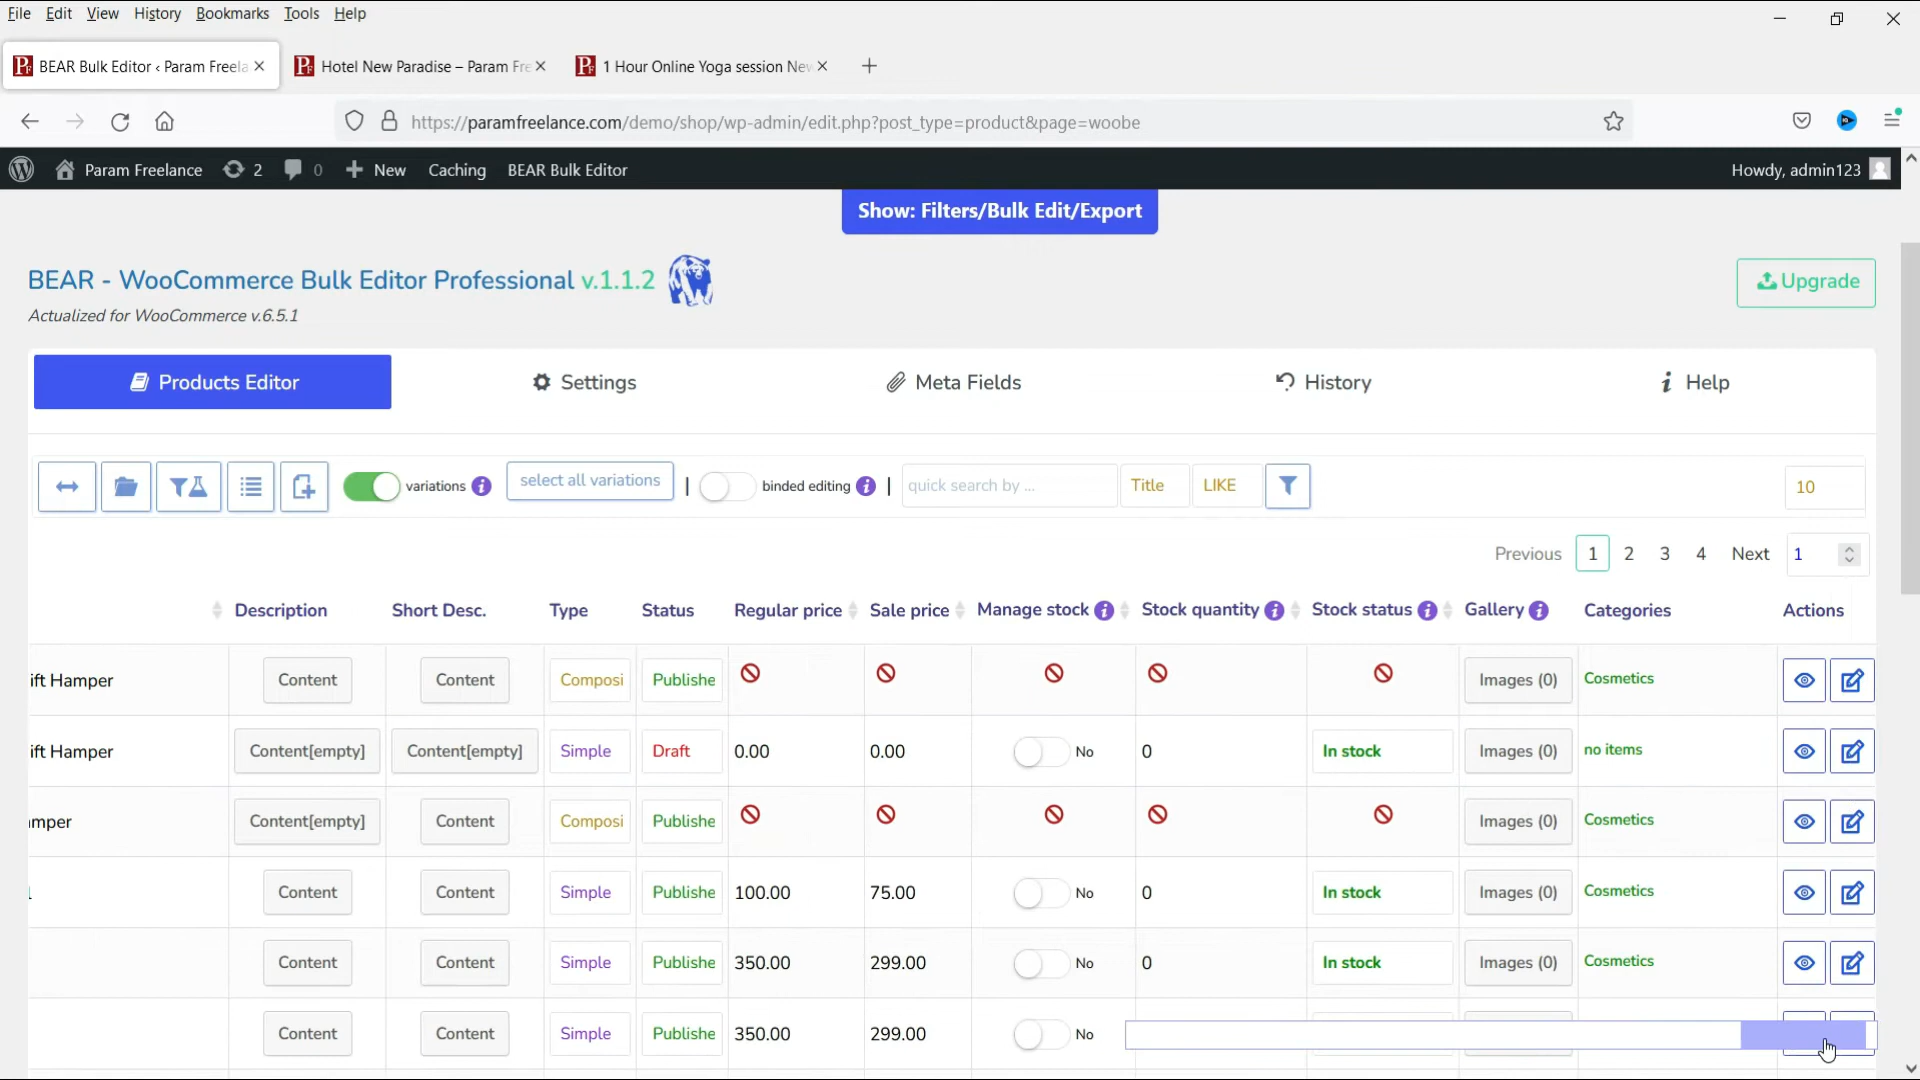 File Edit View History Bookmarks Tools Help
BEAR Bulk Editor ‹ Param Freela
Hotel New Paradise – Param Fre
1 Hour Online Yoga session Nev
https://paramfreelance.com/demo/shop/wp-admin/edit.php?post_type=product&page=woobe
Param Freelance 2 0 New Caching BEAR Bulk Editor Howdy, admin123
Show: Filters/Bulk Edit/Export
BEAR - WooCommerce Bulk Editor Professional v.1.1.2
Upgrade
Actualized for WooCommerce v.6.5.1
Products Editor Settings Meta Fields History Help
variations select all variations | binded editing | quick search by ... Title LIKE 10
Previous 1 2 3 4 Next 1
Description Short Desc. Type Status Regular price Sale price Manage stock Stock quantity Stock status Gallery Categories Actions
ift Hamper Content Content Composi Publishe Images (0) Cosmetics
ift Hamper Content[empty] Content[empty] Simple Draft 0.00 0.00 No 0 In stock Images (0) no items
amper Content[empty] Content Composi Publishe Images (0) Cosmetics
Content Content Simple Publishe 100.00 75.00 No 0 In stock Images (0) Cosmetics
Content Content Simple Publishe 350.00 299.00 No 0 In stock Images (0) Cosmetics
Content Content Simple Publishe 350.00 299.00 No